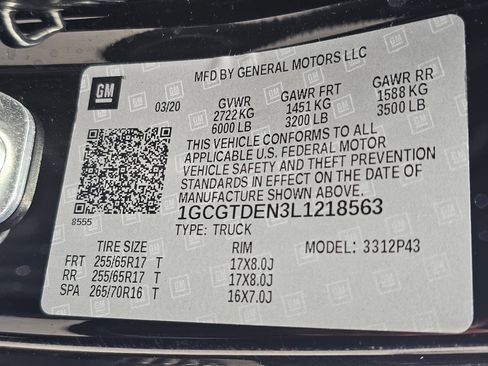 MFD BY GENERAL MOTORS LLC
GM
03/20
GVWR GAWR FRT GAWR RR
2722 KG 1451 KG 1588 KG
6000 LB 3200 LB 3500 LB
THIS VEHICLE CONFORMS TO ALL
APPLICABLE U.S. FEDERAL MOTOR
VEHICLE SAFETY AND THEFT PREVENTION
STANDARDS IN EFFECT ON THE DATE OF
MANUFACTURE SHOWN ABOVE.
1GCGTDEN3L1218563
8555
TYPE: TRUCK
TIRE SIZE RIM MODEL: 3312P43
FRT 255/65R17 T 17X8.0J
RR 255/65R17 T 17X8.0J
SPA 265/70R16 T 16X7.0J